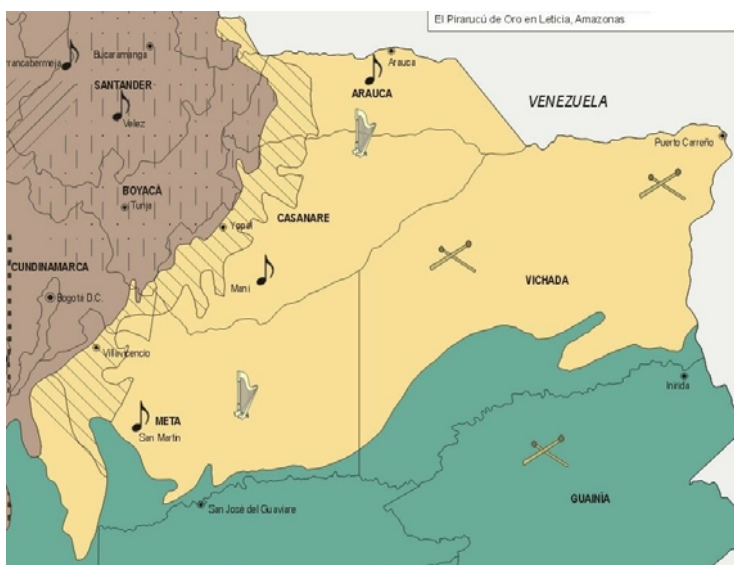 El Pirarucú de Oro en Leticia, Amazonas
Bucaramanga
rrancabermeja
SANTANDER
Velez
ARAUCA
Arauca
VENEZUELA
Puerto Carreño
BOYACÁ
Tunja
CASANARE
Yopal
CUNDINAMARCA
Bogotá D.C.
Maní
VICHADA
Villavicencio
Inírida
META
San Martín
San José del Guaviare
GUAINÍA